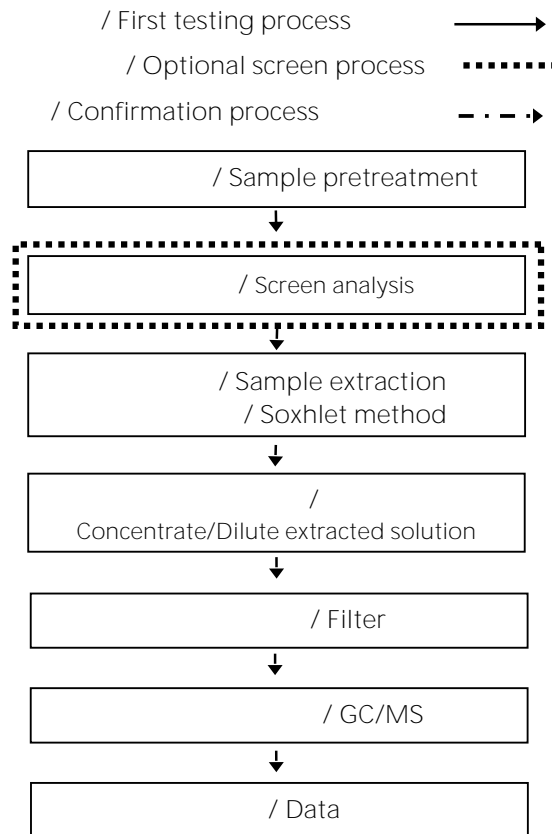 / First testing process
/ Optional screen process
/ Confirmation process
/ Sample pretreatment
/ Screen analysis
/ Sample extraction
/ Soxhlet method
/
Concentrate/Dilute extracted solution
/ Filter
/ GC/MS
/ Data